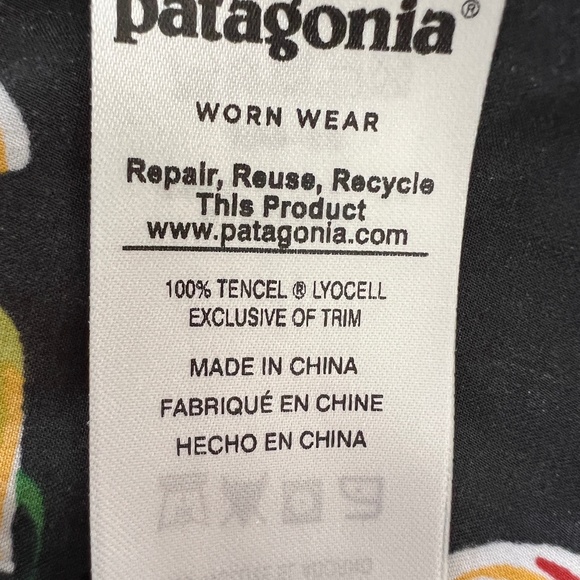 patagonia®
WORN WEAR
Repair, Reuse, Recycle
This Product
www.patagonia.com
100% TENCEL ® LYOCELL
EXCLUSIVE OF TRIM
MADE IN CHINA
FABRIQUÉ EN CHINE
HECHO EN CHINA